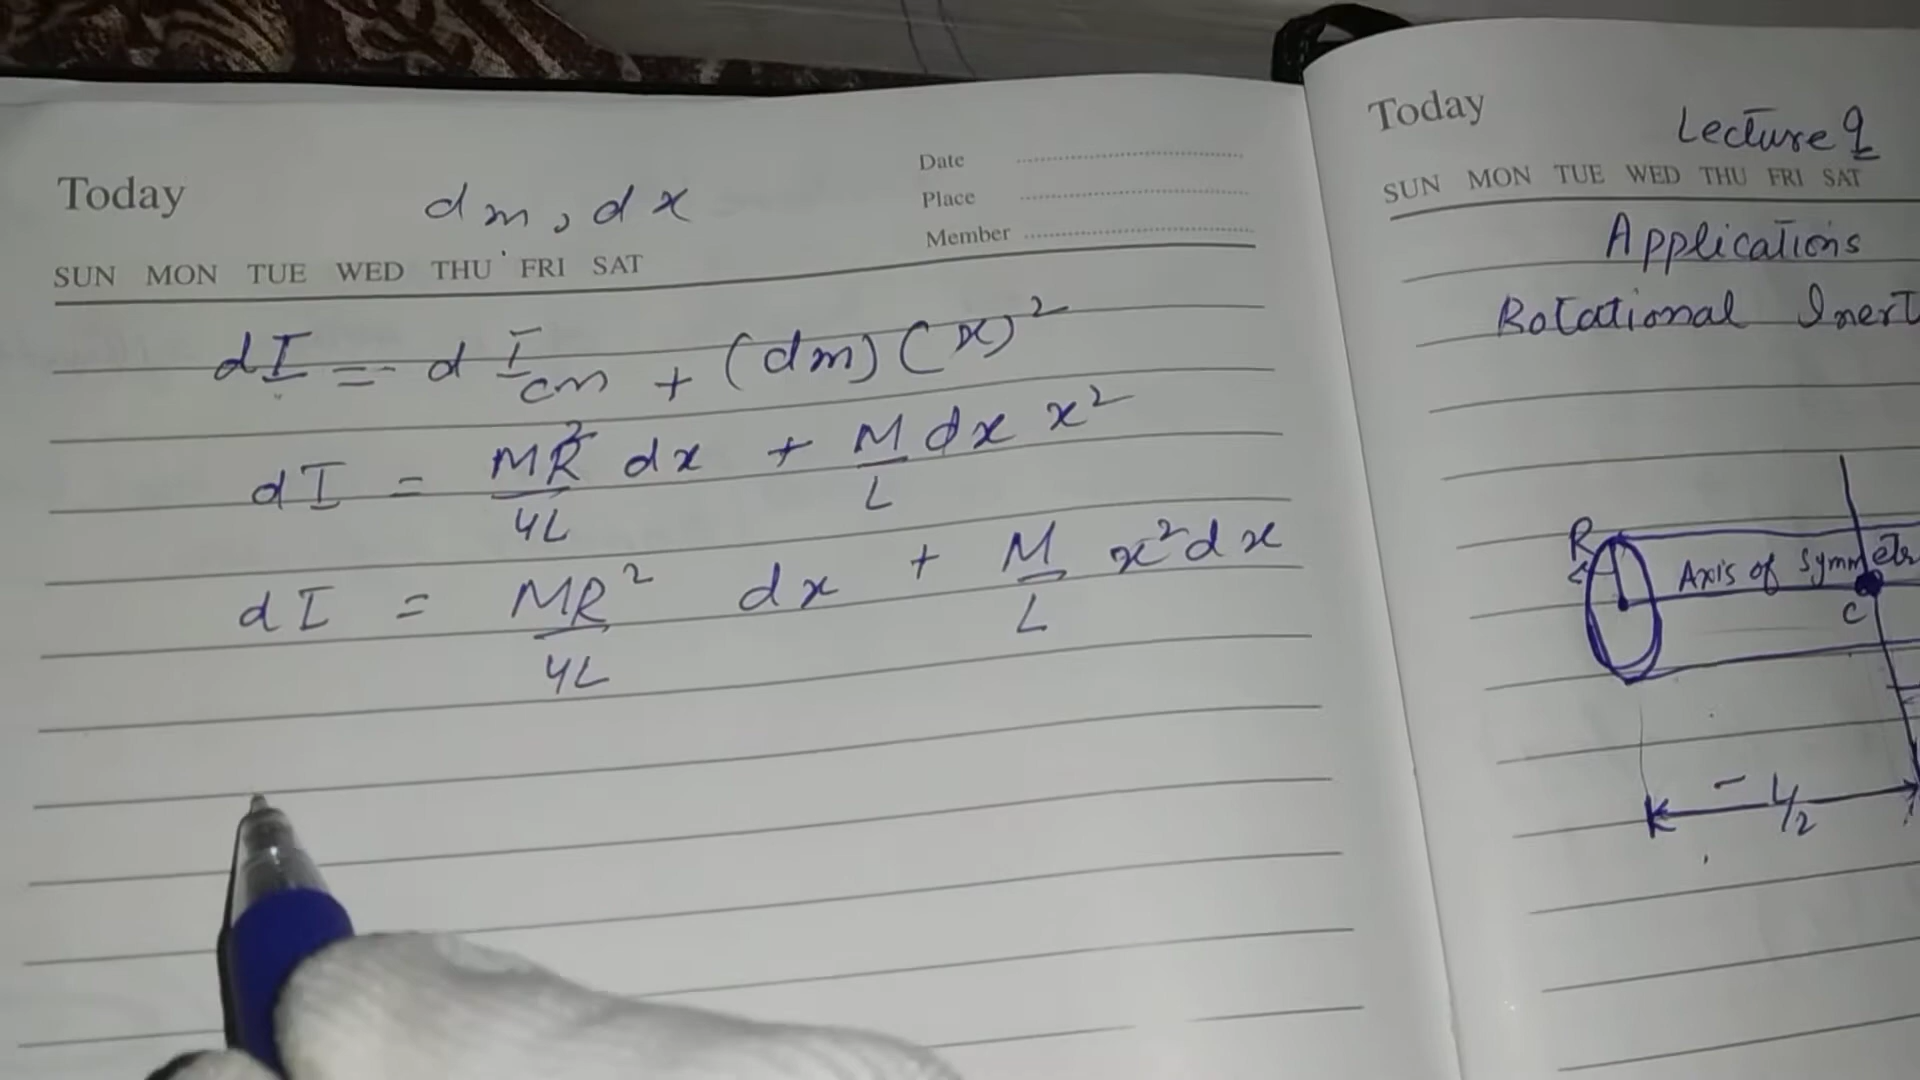 Today
dm, dx
Date
Place
Member
SUN MON TUE WED THU FRI SAT
dI = dI_cm + (dm)(x)²
dI = MR²/4L dx + M/L dx x²
dI = MR²/4L dx + M/L x²dx
Today
Lecture 9
SUN MON TUE WED THU FRI SAT
Applications
Rotational Inert
R
Axis of symmetr
C
- L/2